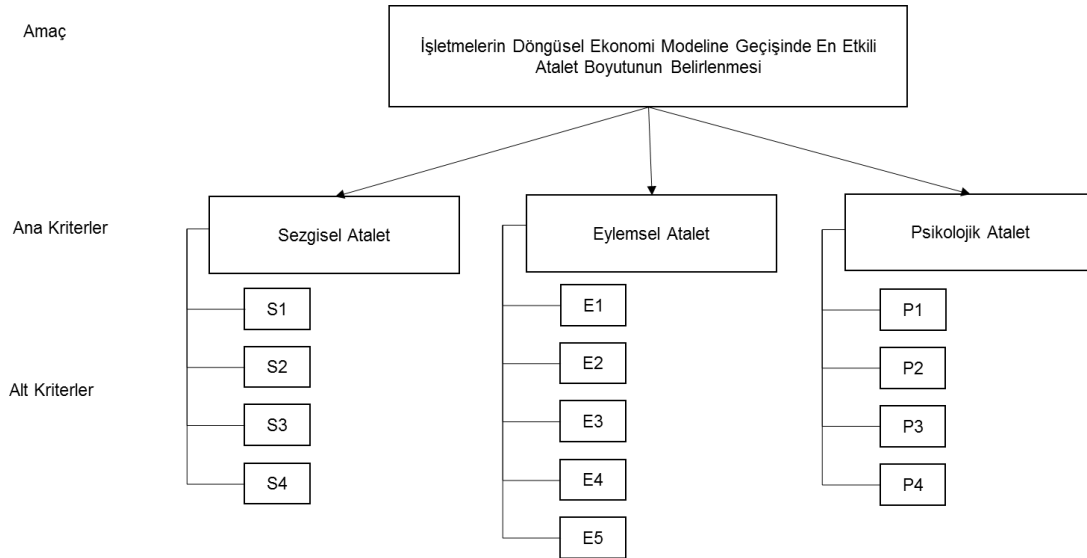 Amaç
İşletmelerin Döngüsel Ekonomi Modeline Geçişinde En Etkili
Atalet Boyutunun Belirlenmesi
Ana Kriterler
Sezgisel Atalet
Eylemsel Atalet
Psikolojik Atalet
Alt Kriterler
S1
S2
S3
S4
E1
E2
E3
E4
E5
P1
P2
P3
P4